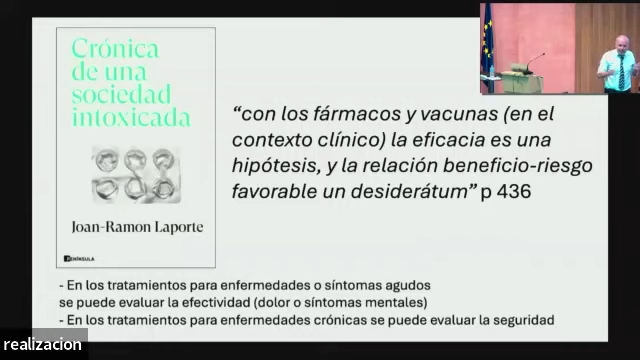 Crónica
de una
sociedad
intoxicada
Joan-Ramon Laporte
PENÍNSULA
“con los fármacos y vacunas (en el
contexto clínico) la eficacia es una
hipótesis, y la relación beneficio-riesgo
favorable un desiderátum” p 436
- En los tratamientos para enfermedades o síntomas agudos
se puede evaluar la efectividad (dolor o síntomas mentales)
- En los tratamientos para enfermedades crónicas se puede evaluar la seguridad
realizacion